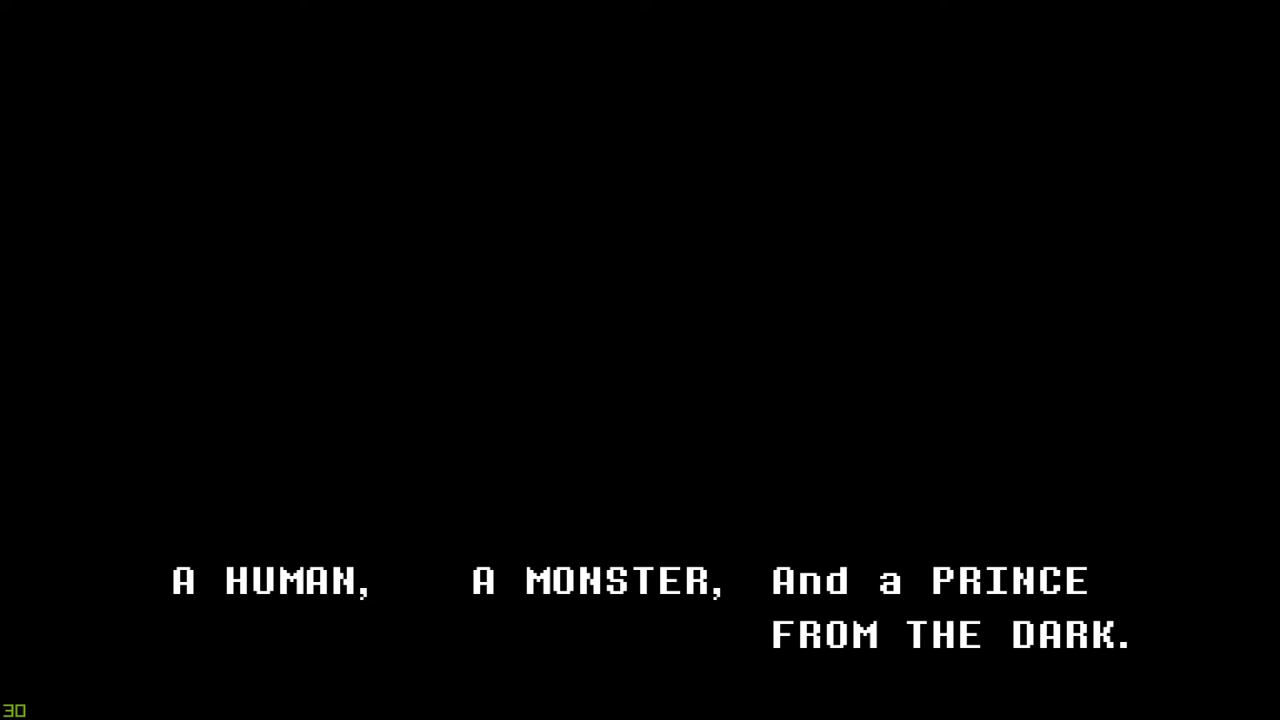 A HUMAN, A MONSTER, And a PRINCE
FROM THE DARK.
30